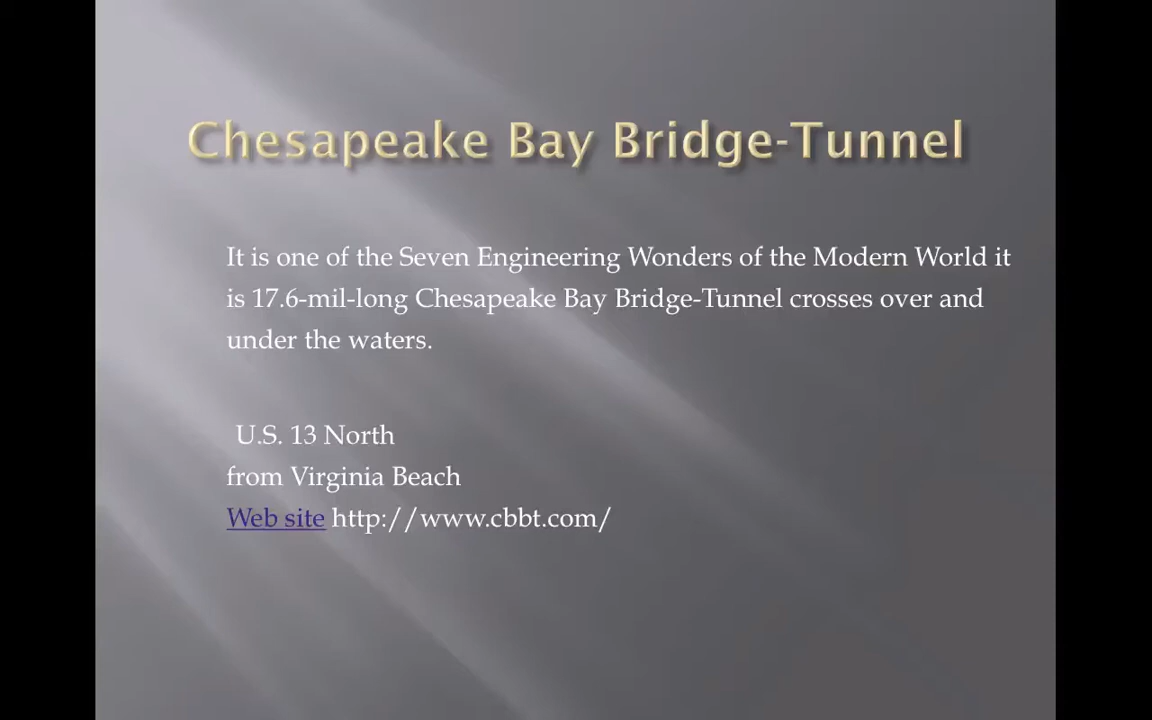 Chesapeake Bay Bridge-Tunnel
It is one of the Seven Engineering Wonders of the Modern World it
is 17.6-mil-long Chesapeake Bay Bridge-Tunnel crosses over and
under the waters.
U.S. 13 North
from Virginia Beach
Web site http://www.cbbt.com/